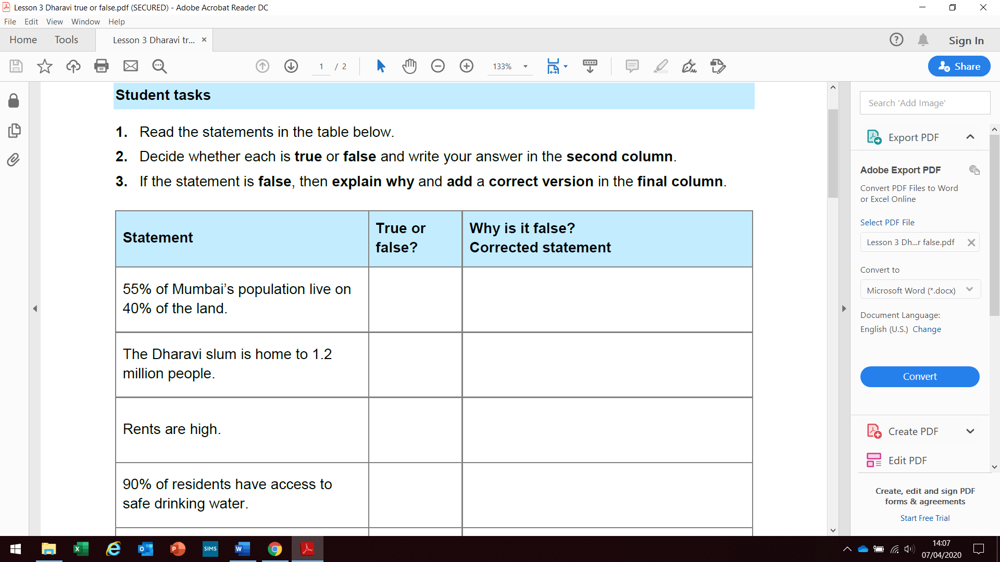 Lesson 3 Dharavi true or false.pdf (SECURED) - Adobe Acrobat Reader DC
File Edit View Window Help
Home Tools Lesson 3 Dharavi tr... × ? Sign In
1 / 2 133% Share
Student tasks
1. Read the statements in the table below.
2. Decide whether each is true or false and write your answer in the second column.
3. If the statement is false, then explain why and add a correct version in the final column.
Statement
True or
false?
Why is it false?
Corrected statement
55% of Mumbai’s population live on
40% of the land.
The Dharavi slum is home to 1.2
million people.
Rents are high.
90% of residents have access to
safe drinking water.
Search 'Add Image'
Export PDF
Adobe Export PDF
Convert PDF Files to Word
or Excel Online
Select PDF File
Lesson 3 Dh...r false.pdf
Convert to
Microsoft Word (*.docx)
Document Language:
English (U.S.) Change
Convert
Create PDF
Edit PDF
Create, edit and sign PDF
forms & agreements
Start Free Trial
SIMS
14:07
07/04/2020